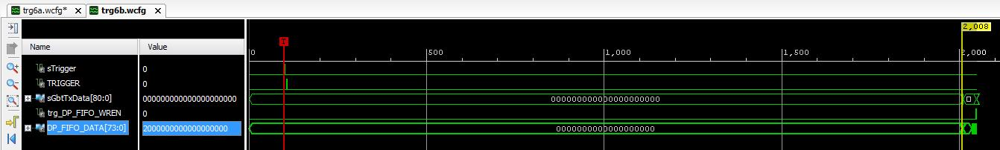 trg6a.wcfg* trg6b.wcfg
2,008
T
Name Value
0 500 1,000 1,500 2,000
sTrigger 0
TRIGGER 0
sGbtTxData[80:0] 000000000000000000000 000000000000000000000 0
trg_DP_FIFO_WREN 0
DP_FIFO_DATA[73:0] 2000000000000000000 0000000000000000000